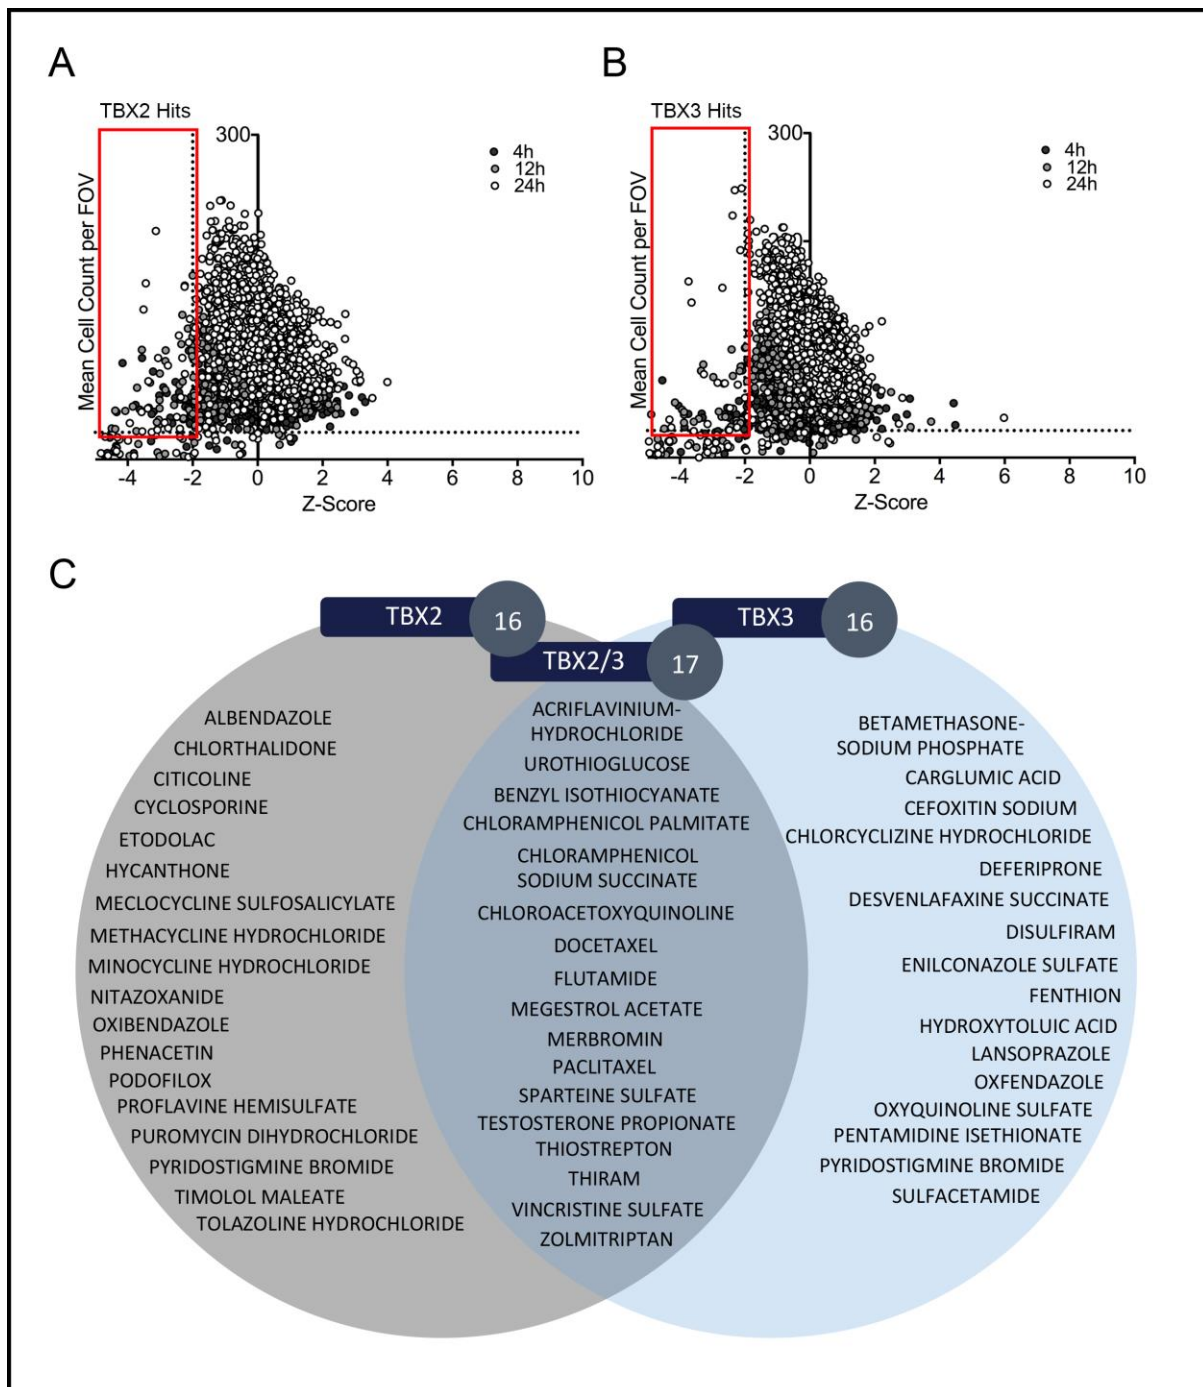 A
TBX2 Hits
300
Mean Cell Count per FOV
4h
12h
24h
-4
-2
0
2
4
6
8
10
Z-Score
B
TBX3 Hits
300
Mean Cell Count per FOV
4h
12h
24h
-4
-2
0
2
4
6
8
10
Z-Score
C
TBX2
16
TBX2/3
17
TBX3
16
ALBENDAZOLE
CHLORTHALIDONE
CITICOLINE
CYCLOSPORINE
ETODOLAC
HYCANTHONE
MECLOCYCLINE SULFOSALICYLATE
METHACYCLINE HYDROCHLORIDE
MINOCYCLINE HYDROCHLORIDE
NITAZOXANIDE
OXIBENDAZOLE
PHENACETIN
PODOFILOX
PROFLAVINE HEMISULFATE
PUROMYCIN DIHYDROCHLORIDE
PYRIDOSTIGMINE BROMIDE
TIMOLOL MALEATE
TOLAZOLINE HYDROCHLORIDE
ACRIFLAVINIUM-
HYDROCHLORIDE
UROTHIOGLUCOSE
BENZYL ISOTHIOCYANATE
CHLORAMPHENICOL PALMITATE
CHLORAMPHENICOL
SODIUM SUCCINATE
CHLOROACETOXYQUINOLINE
DOCETAXEL
FLUTAMIDE
MEGESTROL ACETATE
MERBROMIN
PACLITAXEL
SPARTEINE SULFATE
TESTOSTERONE PROPIONATE
THIOSTREPTON
THIRAM
VINCRISTINE SULFATE
ZOLMITRIPTAN
BETAMETHASONE-
SODIUM PHOSPHATE
CARGLUMIC ACID
CEFOXITIN SODIUM
CHLORCYCLIZINE HYDROCHLORIDE
DEFERIPRONE
DESVENLAFAXINE SUCCINATE
DISULFIRAM
ENILCONAZOLE SULFATE
FENTHION
HYDROXYTOLUIC ACID
LANSOPRAZOLE
OXFENDAZOLE
OXYQUINOLINE SULFATE
PENTAMIDINE ISETHIONATE
PYRIDOSTIGMINE BROMIDE
SULFACETAMIDE